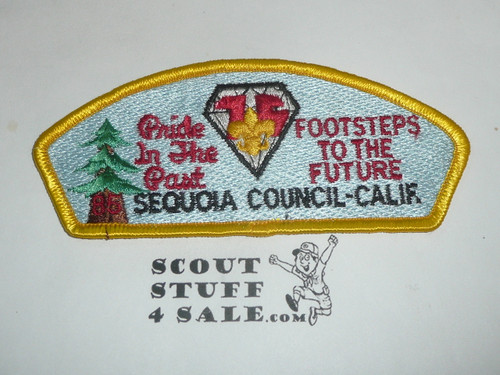 75
Pride
In The
Past
FOOTSTEPS
TO THE
FUTURE
SEQUOIA COUNCIL-CALIF.
SCOUT
STUFF
4 SALE.com